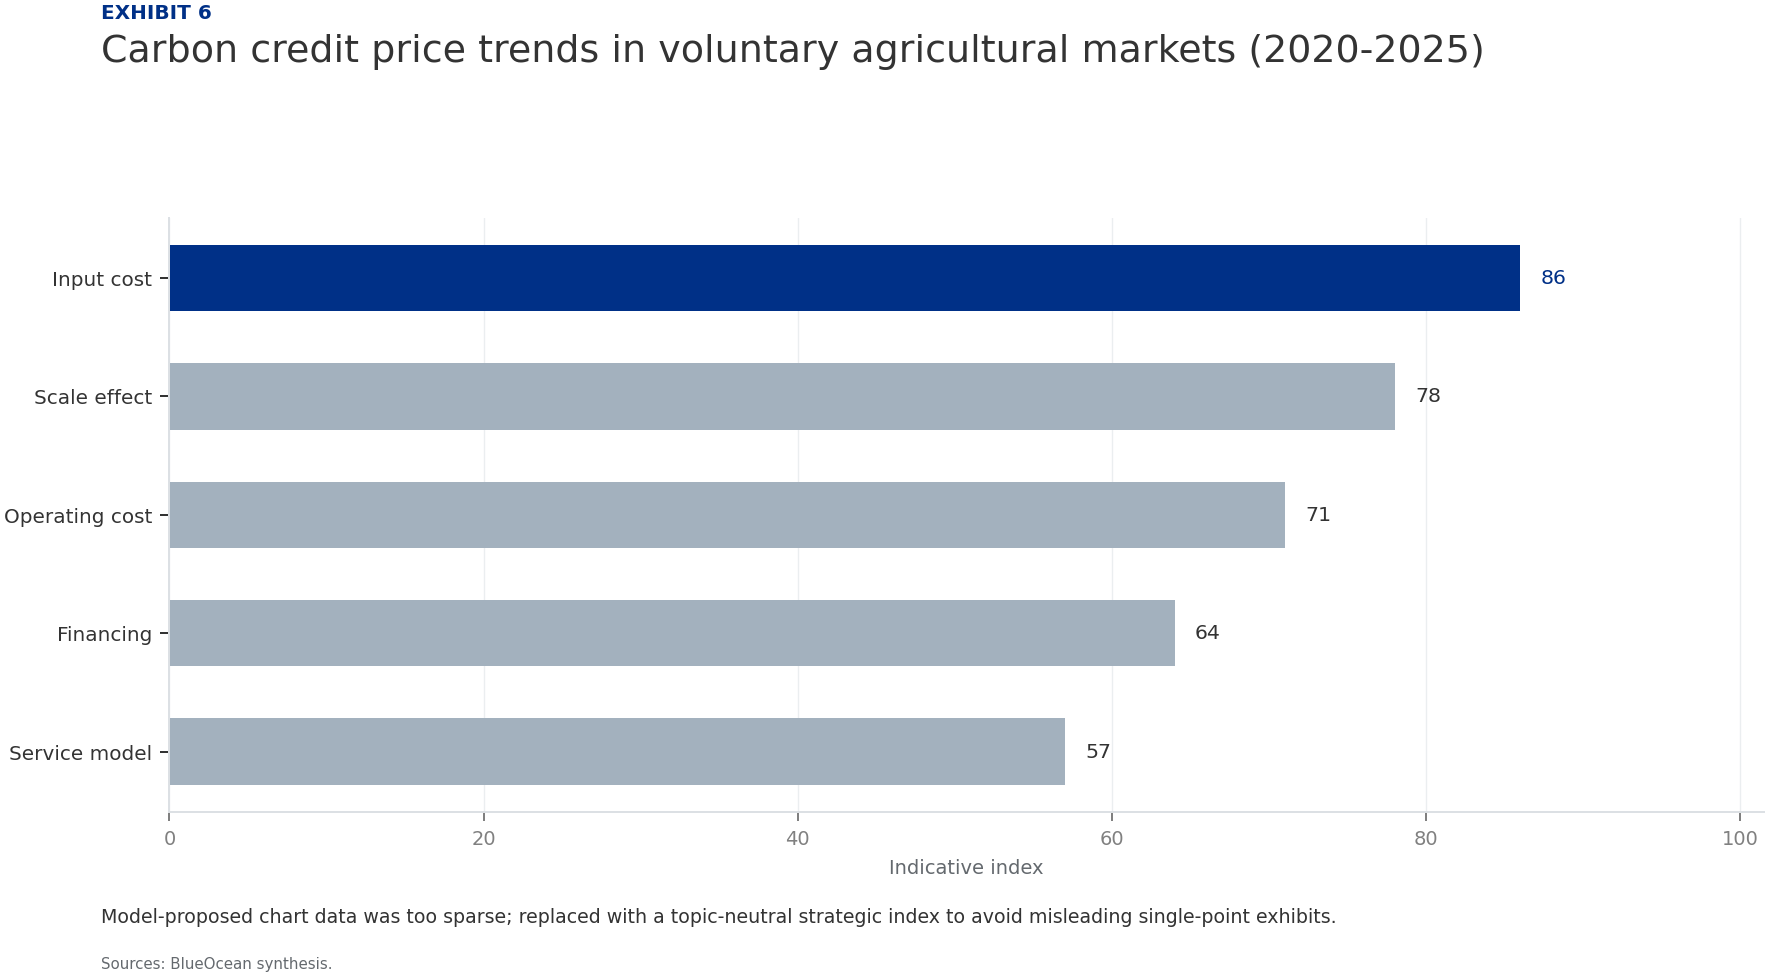 EXHIBIT 6
Carbon credit price trends in voluntary agricultural markets (2020-2025)
Input cost
86
Scale effect
78
Operating cost
71
Financing
64
Service model
57
0 20 40 60 80 100
Indicative index
Model-proposed chart data was too sparse; replaced with a topic-neutral strategic index to avoid misleading single-point exhibits.
Sources: BlueOcean synthesis.